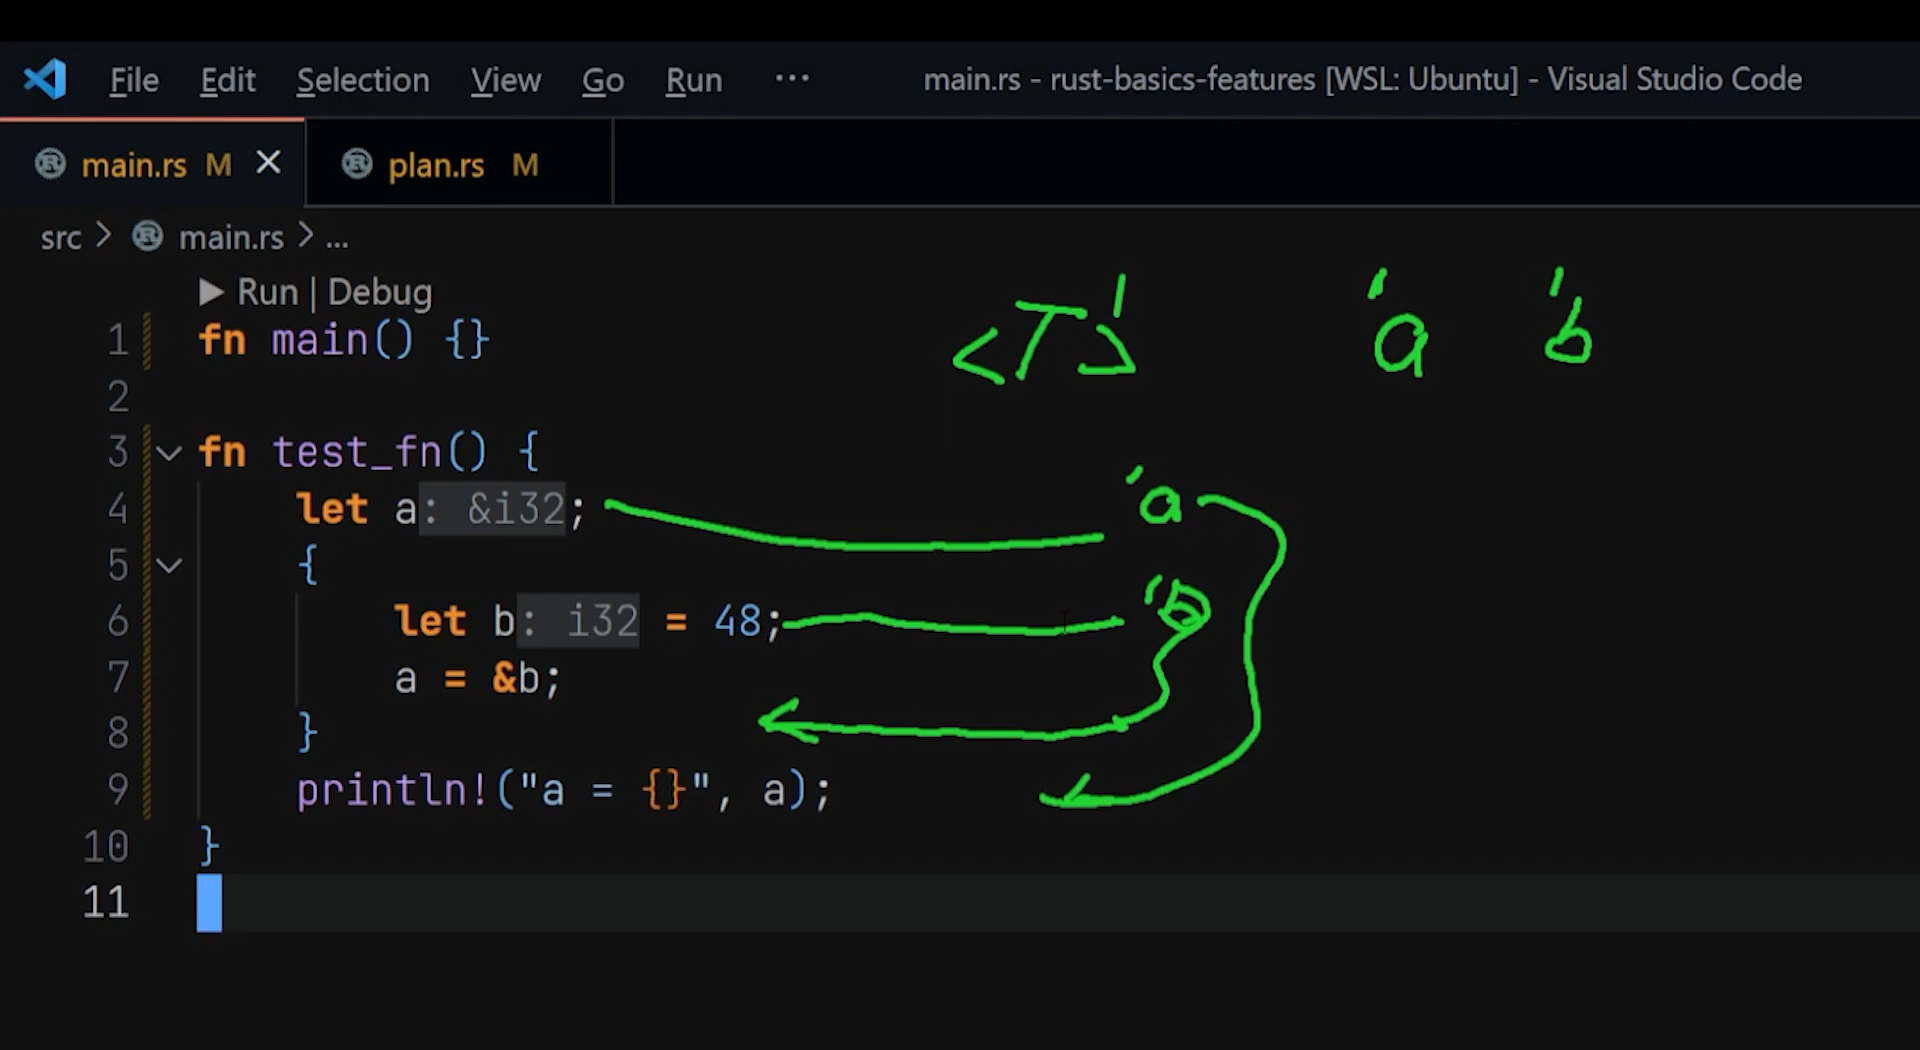 File Edit Selection View Go Run ··· main.rs - rust-basics-features [WSL: Ubuntu] - Visual Studio Code
main.rs M × plan.rs M
src > main.rs > ...
Run | Debug
1 fn main() {}
<T> 'a 'b
2
3 fn test_fn() {
4 let a: &i32; 'a
5 {
6 let b: i32 = 48; 'b
7 a = &b;
8 }
9 println!("a = {}", a);
10 }
11